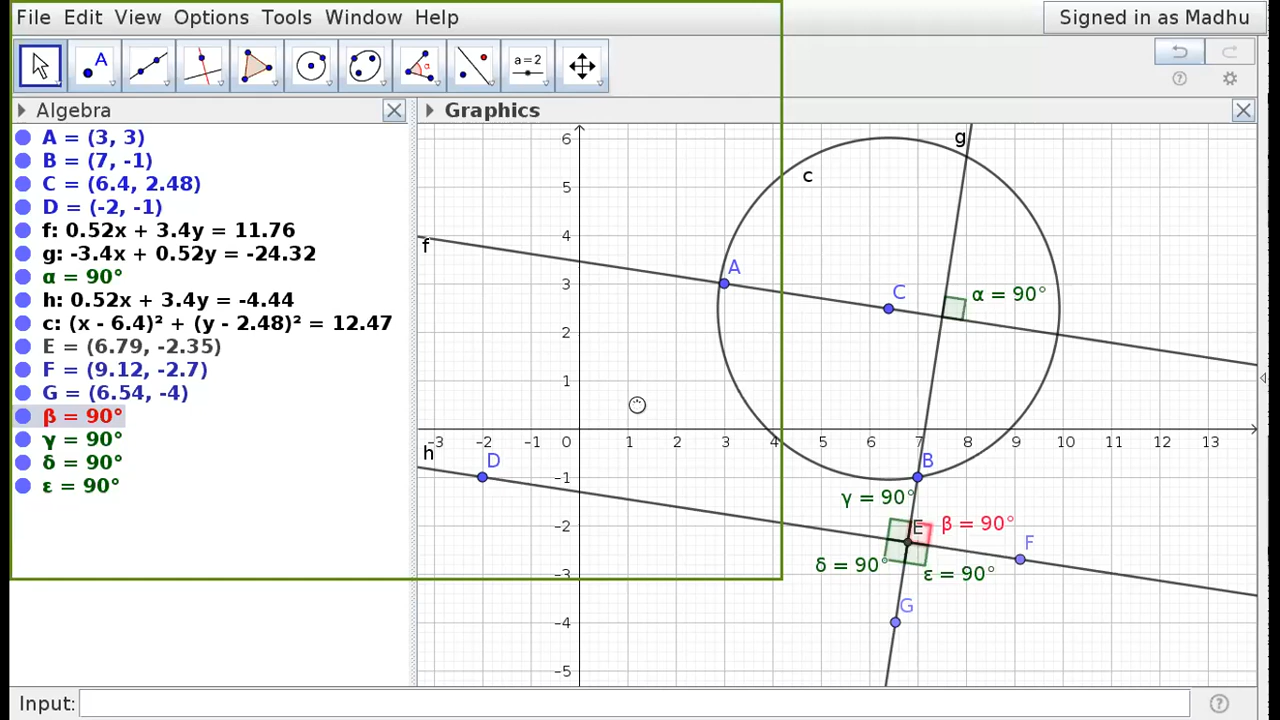 File Edit View Options Tools Window Help
Signed in as Madhu
A
α
a=2
Algebra
Graphics
A = (3, 3)
B = (7, -1)
C = (6.4, 2.48)
D = (-2, -1)
f: 0.52x + 3.4y = 11.76
g: -3.4x + 0.52y = -24.32
α = 90°
h: 0.52x + 3.4y = -4.44
c: (x - 6.4)² + (y - 2.48)² = 12.47
E = (6.79, -2.35)
F = (9.12, -2.7)
G = (6.54, -4)
β = 90°
γ = 90°
δ = 90°
ε = 90°
6
g
c
5
4
f
3
A
C
α = 90°
2
1
-3 -2 -1 0 1 2 3 4 5 6 7 8 9 10 11 12 13
h
D
B
-1
γ = 90°
-2
E
β = 90°
F
δ = 90°
ε = 90°
-3
G
-4
-5
Input: